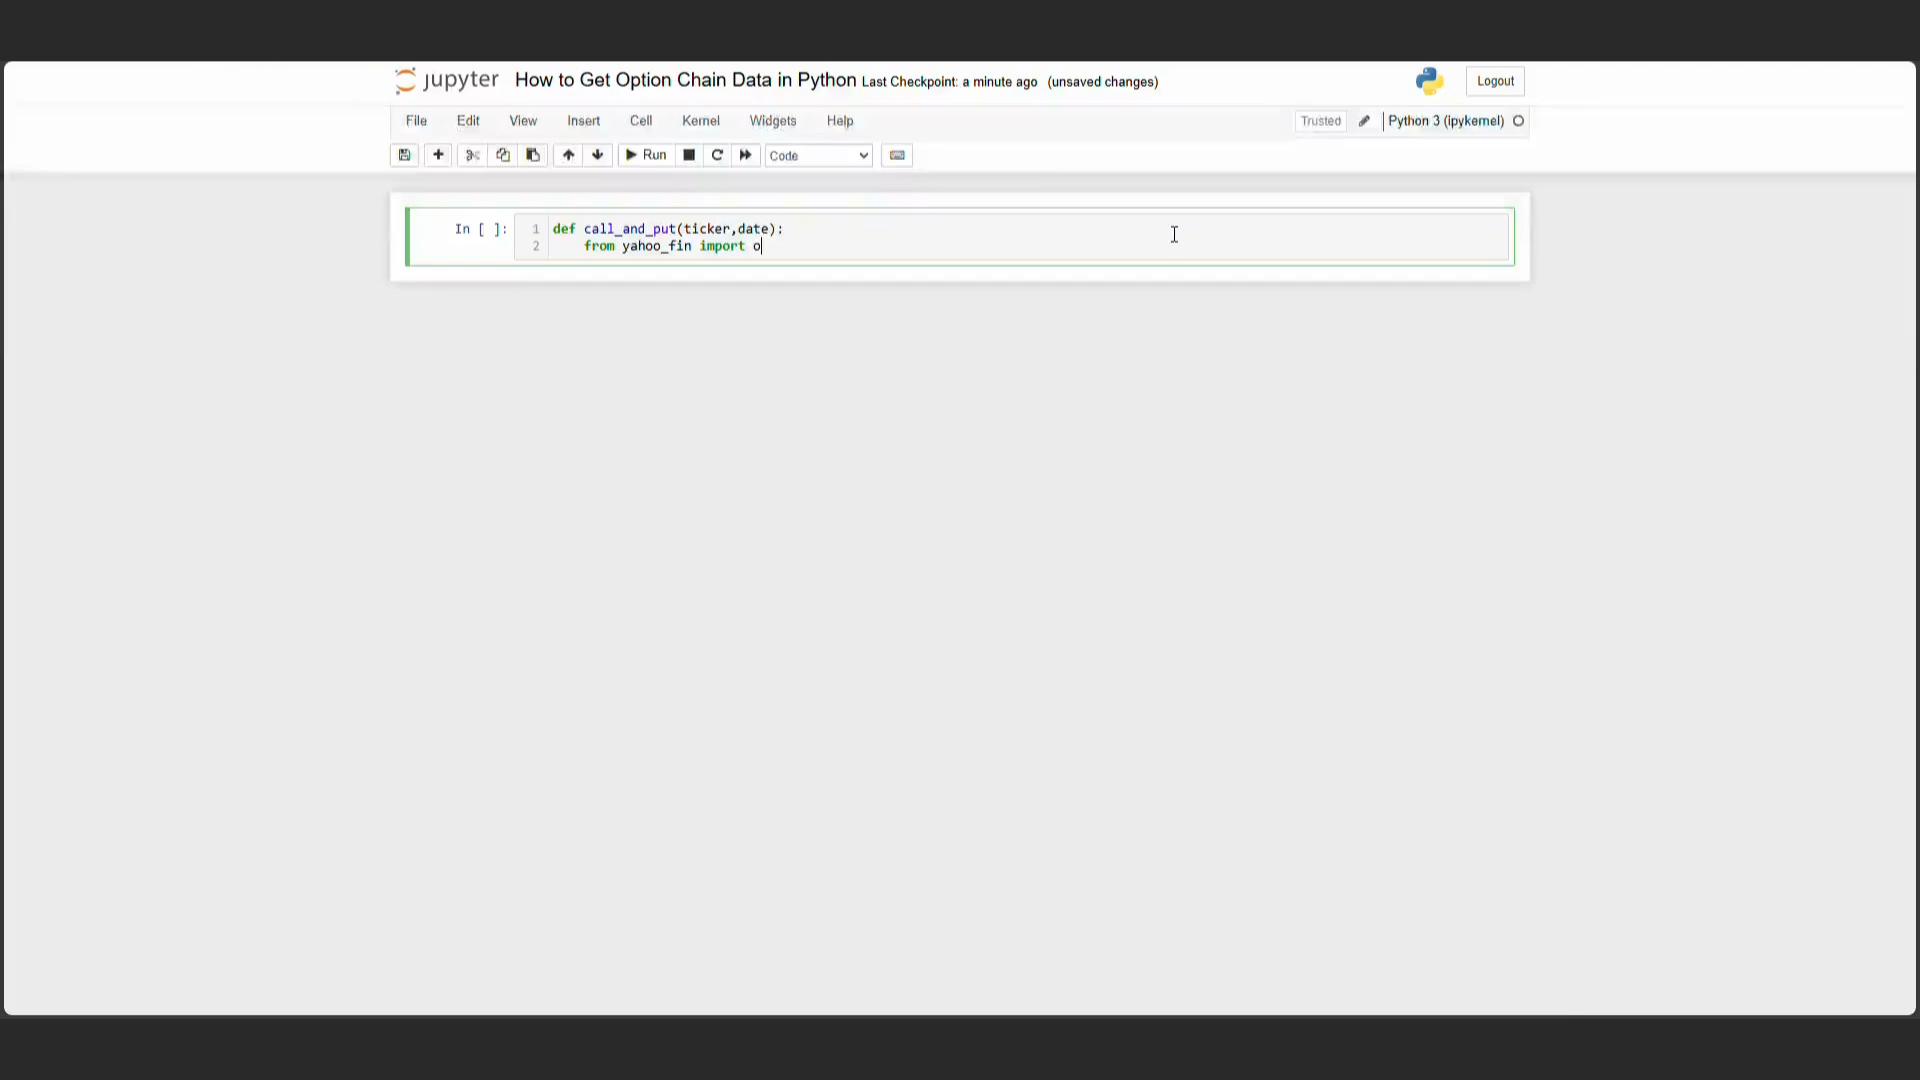 jupyter How to Get Option Chain Data in Python Last Checkpoint: a minute ago (unsaved changes) Logout
File Edit View Insert Cell Kernel Widgets Help Trusted Python 3 (ipykernel)
Run Code
In [ ]: 1 def call_and_put(ticker,date):
2 from yahoo_fin import o